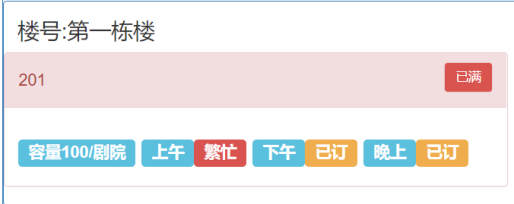 楼号:第一栋楼
201 已满
容量100/剧院 上午 繁忙 下午 已订 晚上 已订